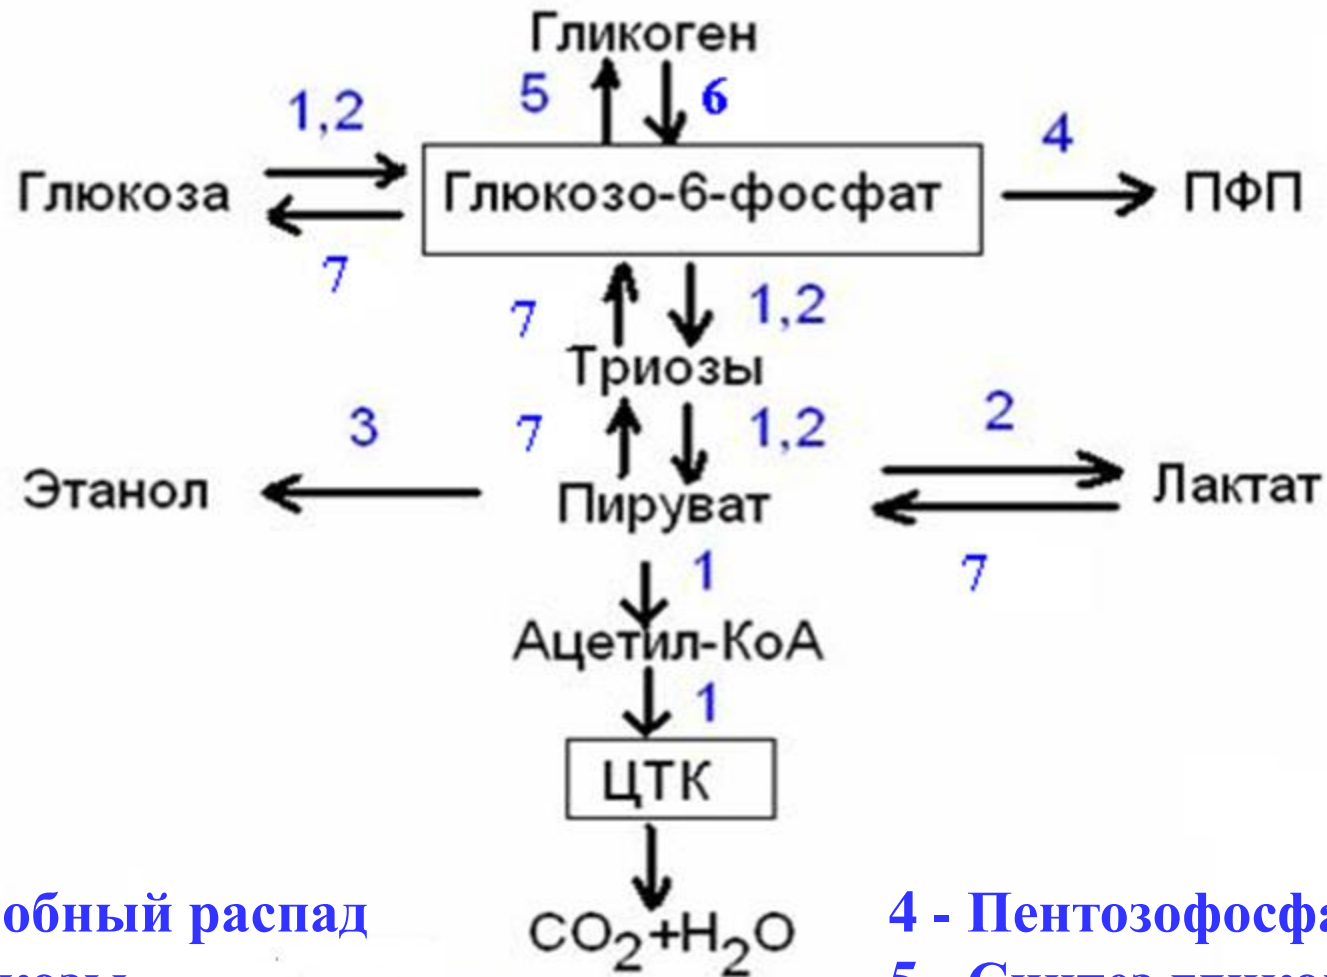 Гликоген
5 6
1,2 4
Глюкоза Глюкозо-6-фосфат ПФП
7
7 1,2
Триозы
3 7 1,2 2
Этанол Пируват Лактат
1 7
Ацетил-КоА
1
ЦТК
CO2+H2O
обный распад
4 - Пентозофосфа
5